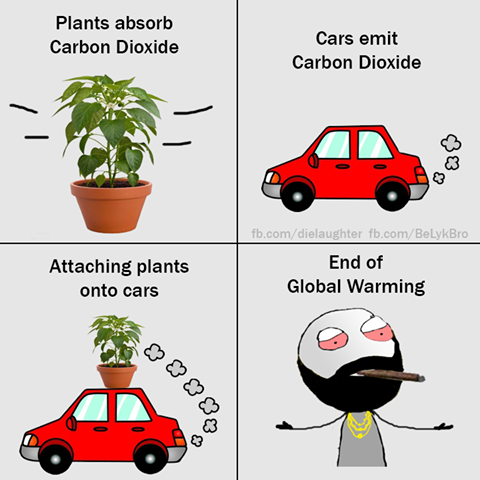 Plants absorb
Carbon Dioxide
Cars emit
Carbon Dioxide
fb.com/dielaughter fb.com/BeLykBro
Attaching plants
onto cars
End of
Global Warming